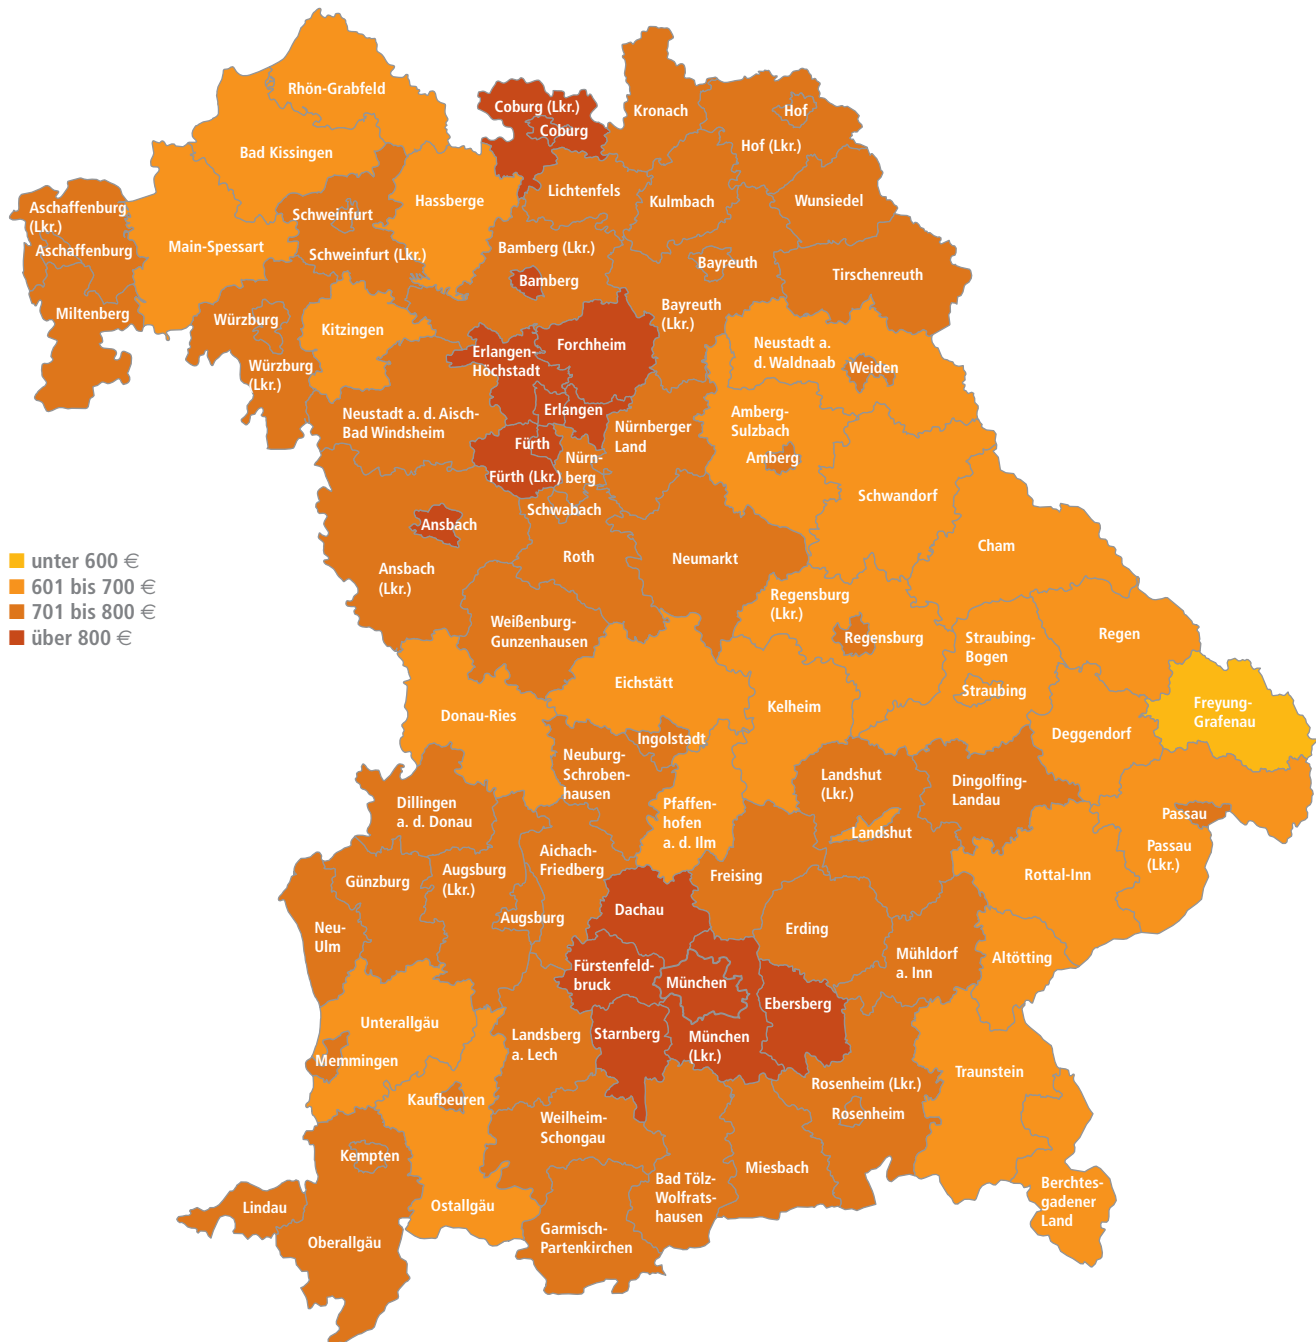 Rhön-Grabfeld
Coburg (Lkr.)
Coburg
Kronach
Hof
Hof (Lkr.)
Bad Kissingen
Hassberge
Lichtenfels
Kulmbach
Wunsiedel
Aschaffenburg
(Lkr.)
Aschaffenburg
Schweinfurt
Main-Spessart
Schweinfurt (Lkr.)
Bamberg (Lkr.)
Bamberg
Bayreuth
Tirschenreuth
Miltenberg
Würzburg
Kitzingen
Bayreuth
(Lkr.)
Würzburg
(Lkr.)
Erlangen-
Höchstadt
Forchheim
Neustadt a.
d. Waldnaab
Weiden
Neustadt a. d. Aisch-
Bad Windsheim
Erlangen
Fürth
Fürth (Lkr.)
Nürn-
berg
Nürnberger
Land
Amberg-
Sulzbach
Amberg
Schwandorf
Schwabach
Ansbach
Ansbach
(Lkr.)
Roth
Neumarkt
Cham
unter 600 €
601 bis 700 €
701 bis 800 €
über 800 €
Weißenburg-
Gunzenhausen
Regensburg
(Lkr.)
Regensburg
Straubing-
Bogen
Straubing
Regen
Eichstätt
Kelheim
Freyung-
Grafenau
Donau-Ries
Ingolstadt
Neuburg-
Schroben-
hausen
Deggendorf
Dillingen
a. d. Donau
Pfaffen-
hofen
a. d. Ilm
Landshut
(Lkr.)
Landshut
Dingolfing-
Landau
Passau
Passau
(Lkr.)
Günzburg
Augsburg
(Lkr.)
Aichach-
Friedberg
Freising
Rottal-Inn
Neu-
Ulm
Augsburg
Dachau
Erding
Mühldorf
a. Inn
Altötting
Fürstenfeld-
bruck
München
Ebersberg
Unterallgäu
Memmingen
Landsberg
a. Lech
Starnberg
München
(Lkr.)
Traunstein
Kaufbeuren
Weilheim-
Schongau
Rosenheim (Lkr.)
Rosenheim
Kempten
Miesbach
Bad Tölz-
Wolfrats-
hausen
Berchtes-
gadener
Land
Lindau
Ostallgäu
Oberallgäu
Garmisch-
Partenkirchen